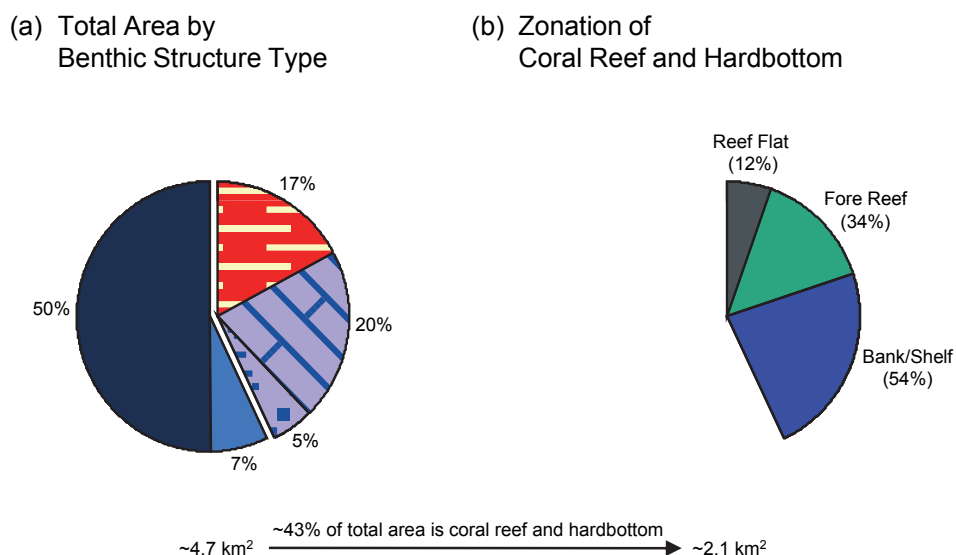 (a) Total Area by
Benthic Structure Type
(b) Zonation of
Coral Reef and Hardbottom
17%
20%
5%
7%
50%
Reef Flat
(12%)
Fore Reef
(34%)
Bank/Shelf
(54%)
~4.7 km²
~43% of total area is coral reef and hardbottom
~2.1 km²